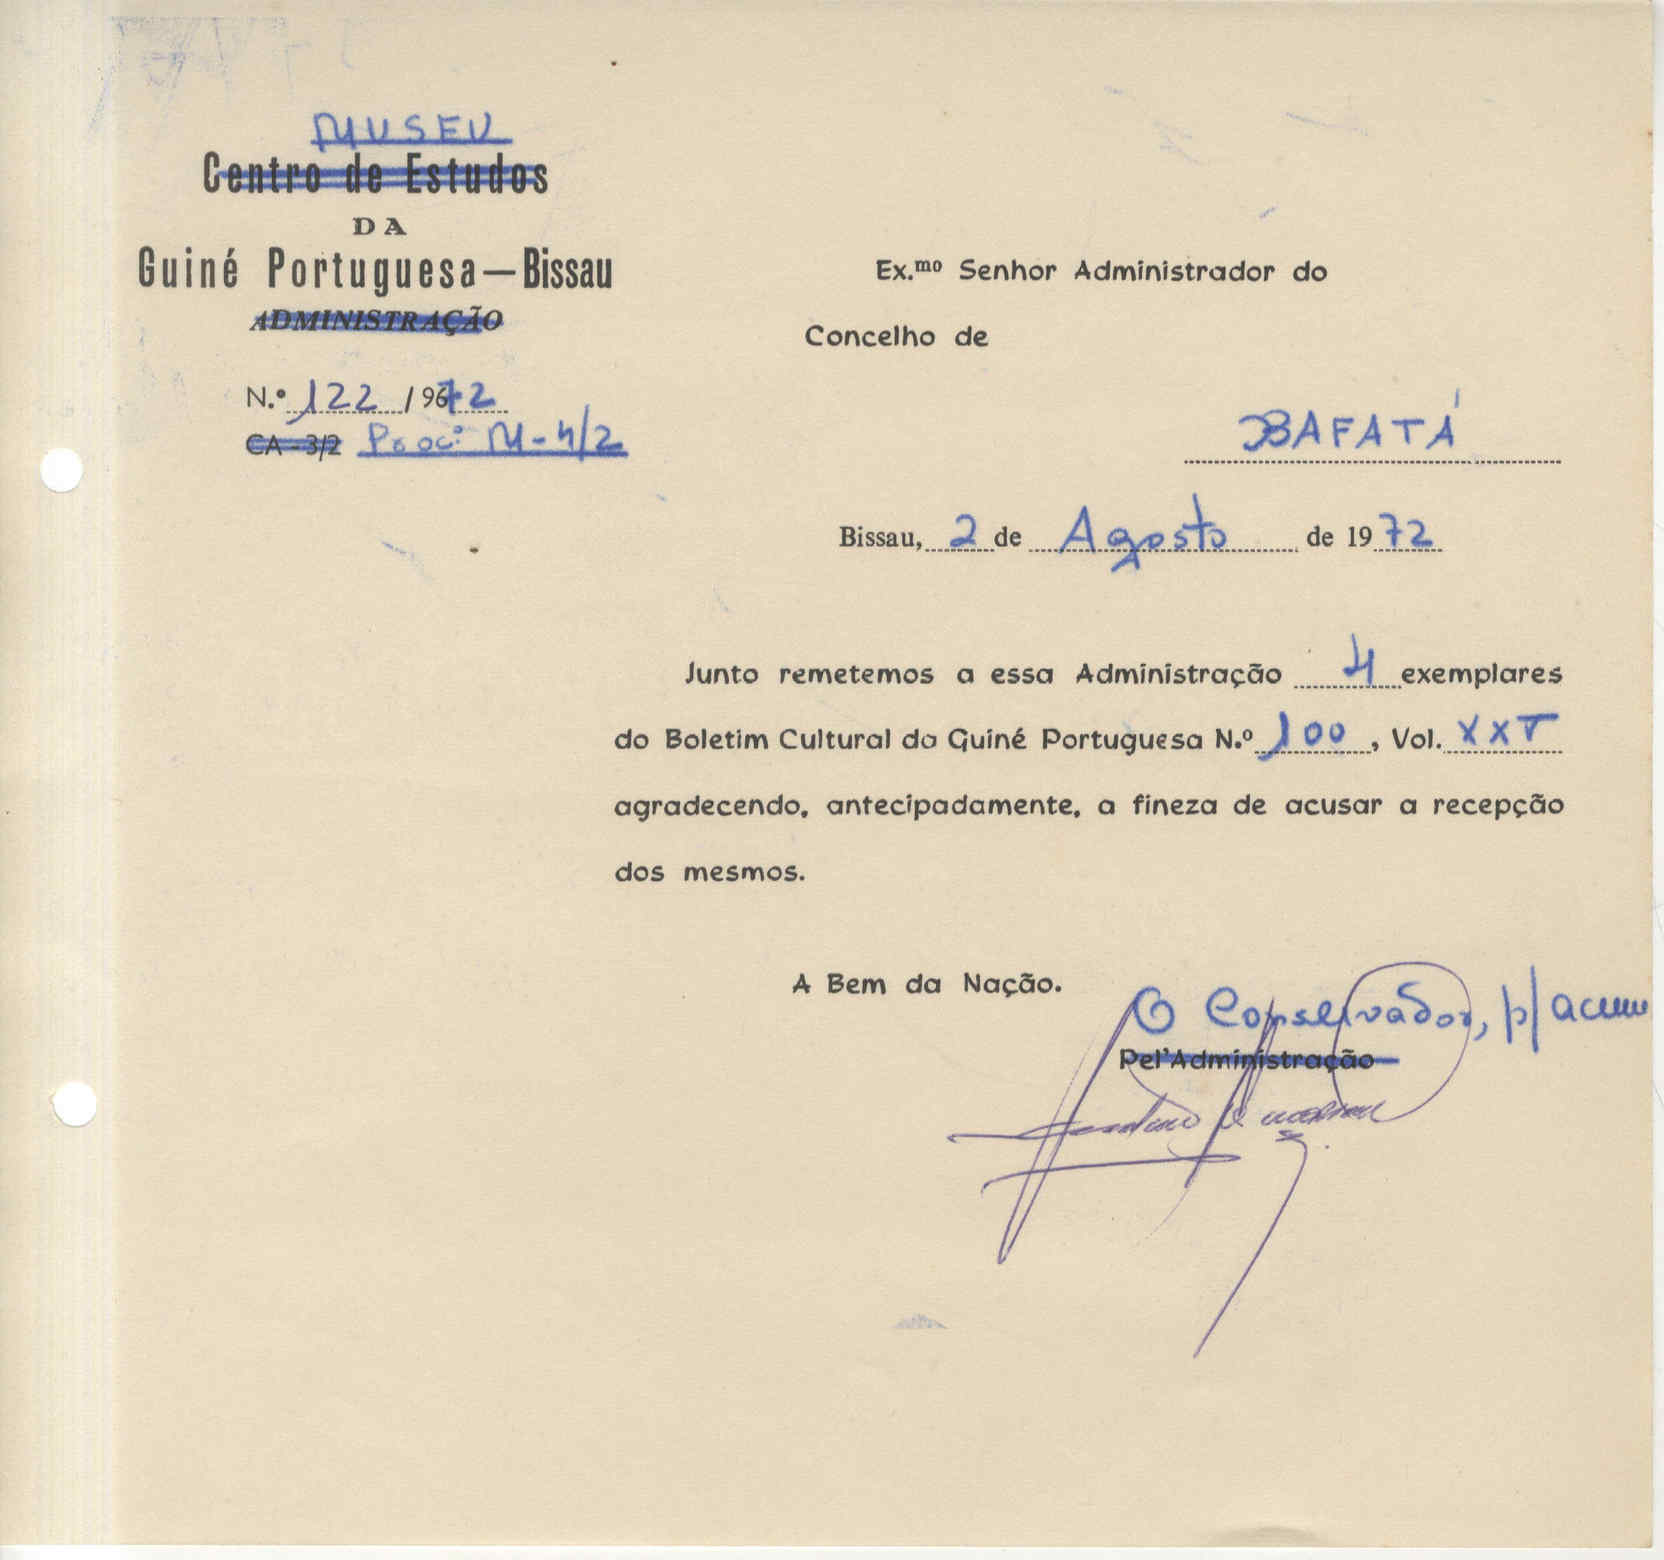 MUSEU
Centro de Estudos
DA
Guiné Portuguesa—Bissau
ADMINISTRAÇÃO
N.º 122 / 9672
CA - 3/2 Proc: M-4/2
Ex.mo Senhor Administrador do
Concelho de
BAFATÁ
Bissau, 2 de Agosto de 1972
Junto remetemos a essa Administração 4 exemplares
do Boletim Cultural da Guiné Portuguesa N.º 100, Vol. XXV
agradecendo, antecipadamente, a fineza de acusar a recepção
dos mesmos.
A Bem da Nação.
O Conservador, p/ acum
Pel'Administração